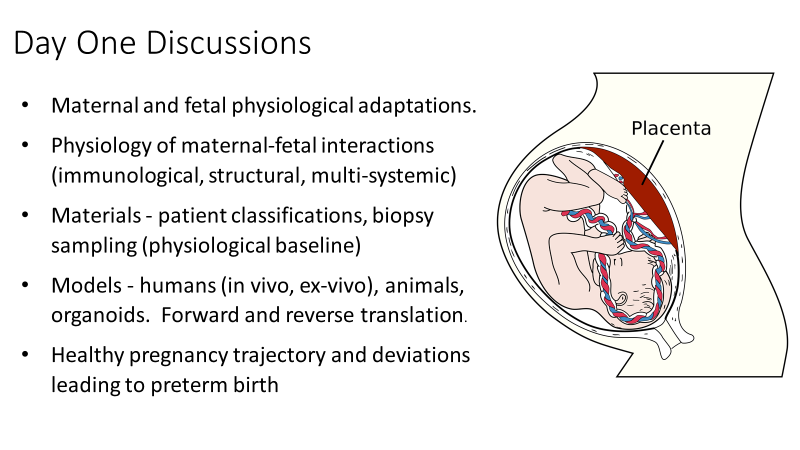 Day One Discussions
• Maternal and fetal physiological adaptations.
• Physiology of maternal-fetal interactions
(immunological, structural, multi-systemic)
• Materials - patient classifications, biopsy
sampling (physiological baseline)
• Models - humans (in vivo, ex-vivo), animals,
organoids. Forward and reverse translation.
• Healthy pregnancy trajectory and deviations
leading to preterm birth
Placenta